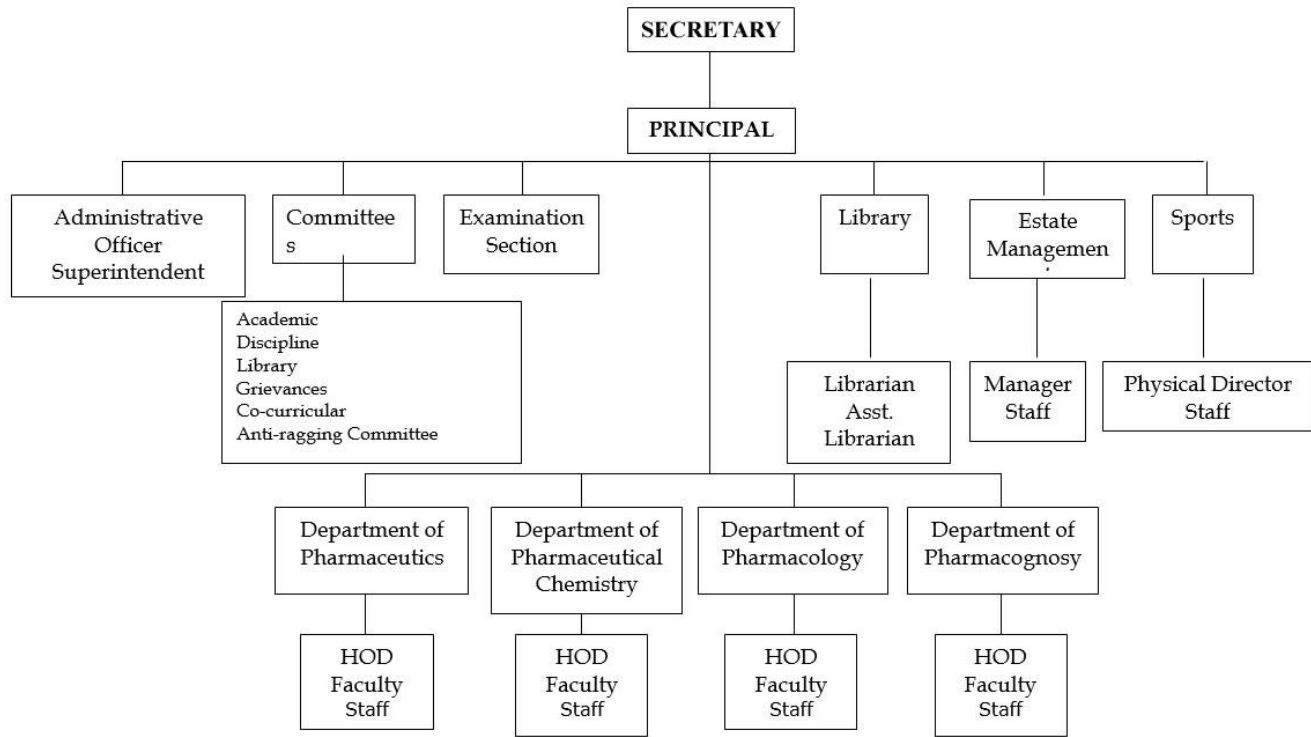 SECRETARY
PRINCIPAL
Administrative
Officer
Superintendent
Committee
s
Examination
Section
Library
Estate
Managemen
Sports
Academic
Discipline
Library
Grievances
Co-curricular
Anti-ragging Committee
Librarian
Asst.
Librarian
Manager
Staff
Physical Director
Staff
Department of
Pharmaceutics
Department of
Pharmaceutical
Chemistry
Department of
Pharmacology
Department of
Pharmacognosy
HOD
Faculty
Staff
HOD
Faculty
Staff
HOD
Faculty
Staff
HOD
Faculty
Staff